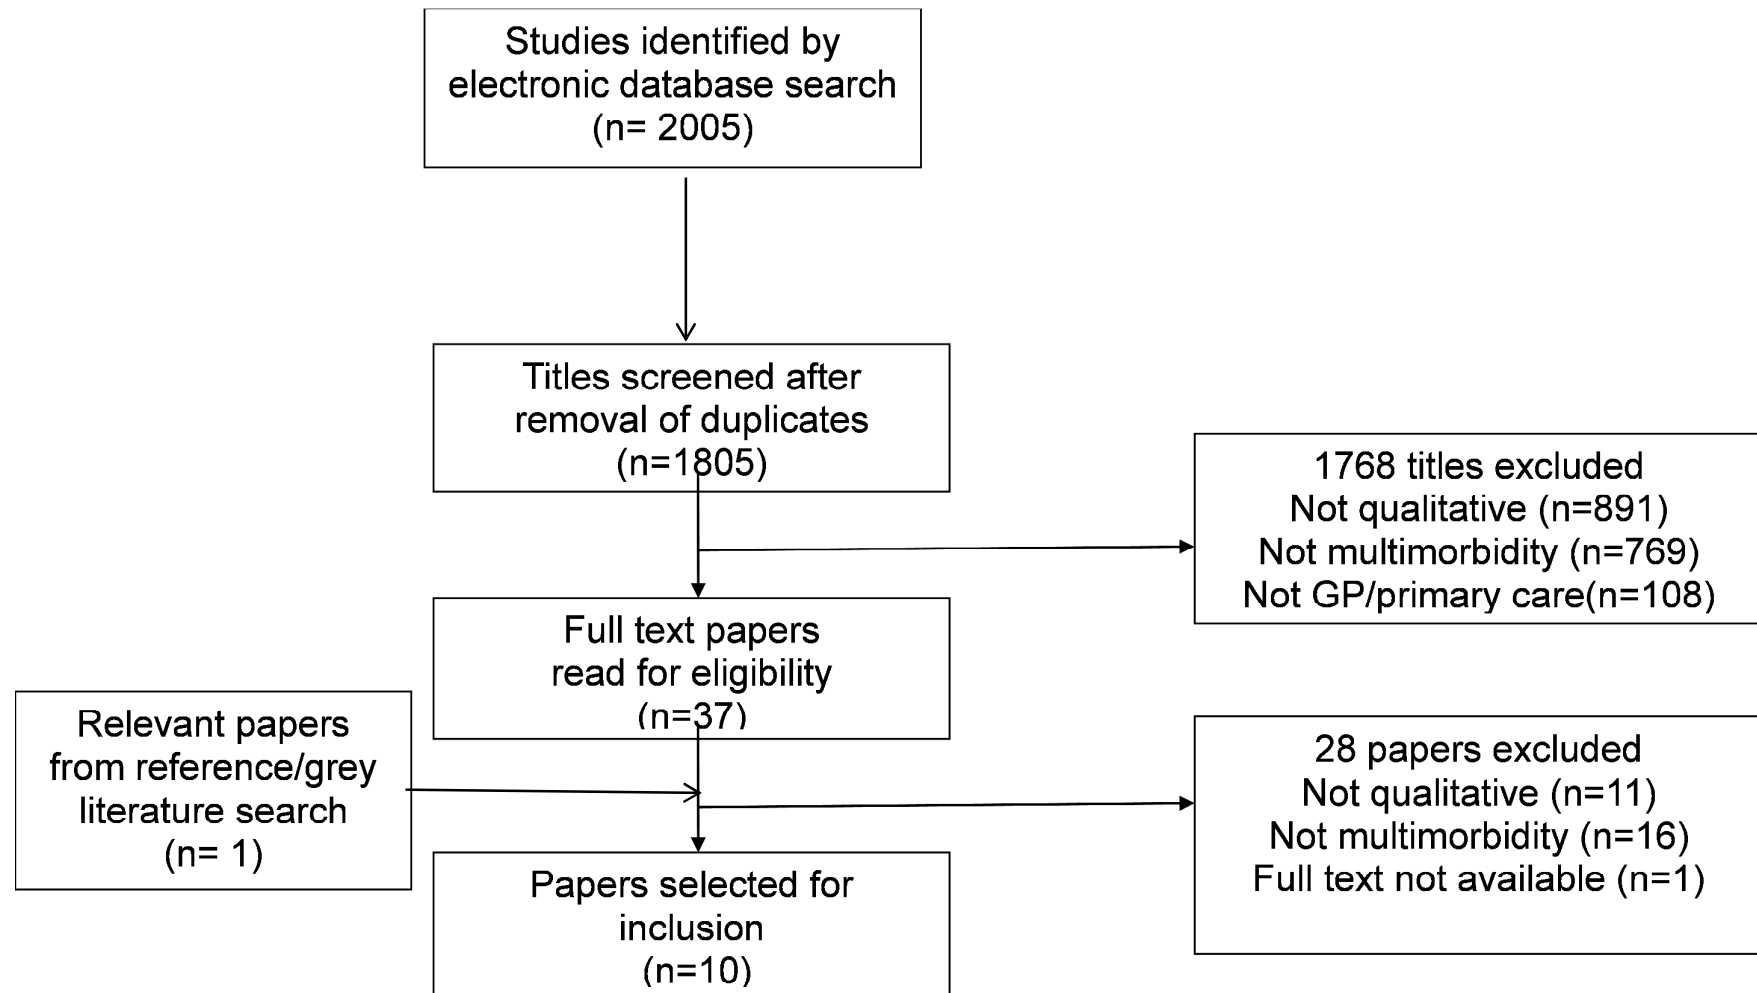 Studies identified by
electronic database search
(n= 2005)
Titles screened after
removal of duplicates
(n=1805)
1768 titles excluded
Not qualitative (n=891)
Not multimorbidity (n=769)
Not GP/primary care(n=108)
Full text papers
read for eligibility
(n=37)
Relevant papers
from reference/grey
literature search
(n= 1)
28 papers excluded
Not qualitative (n=11)
Not multimorbidity (n=16)
Full text not available (n=1)
Papers selected for
inclusion
(n=10)